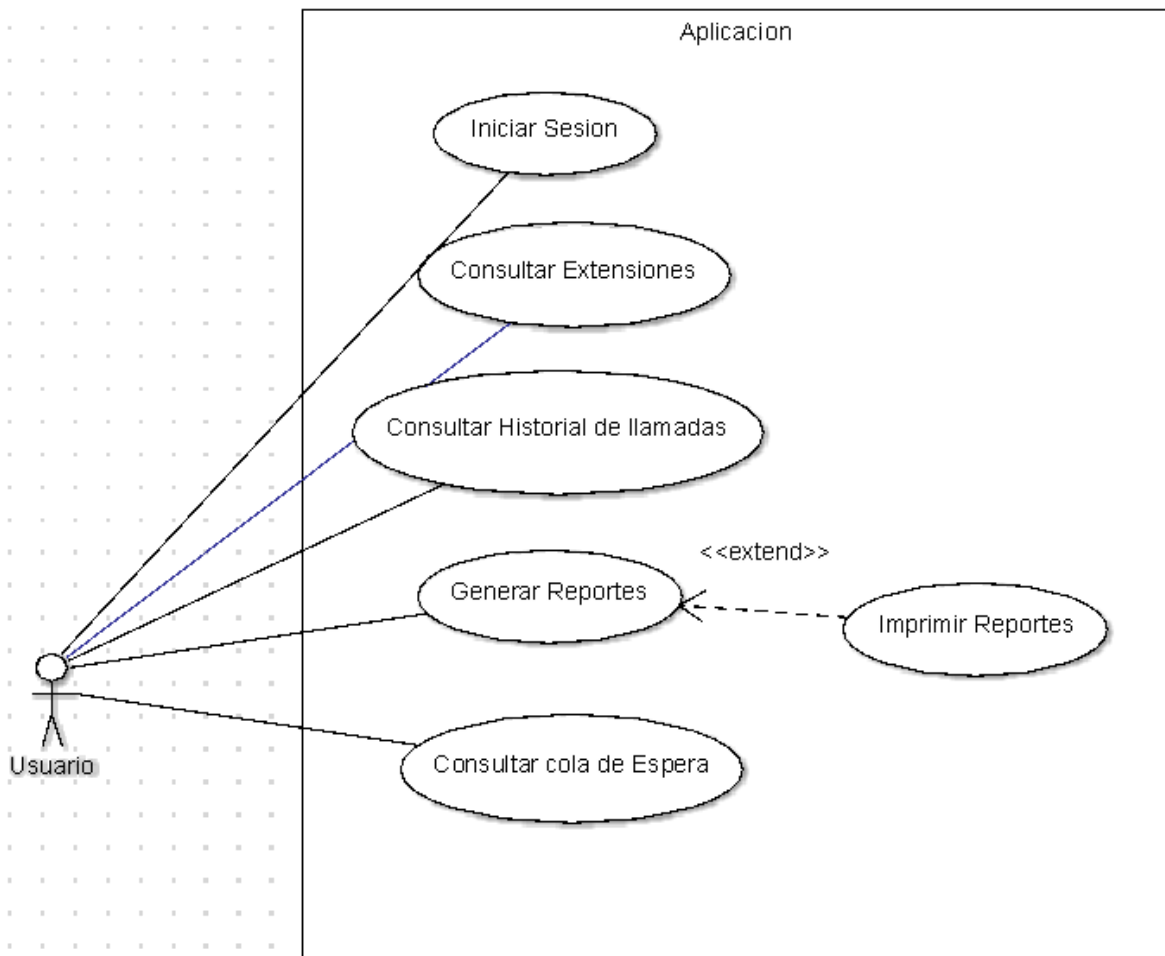 Aplicacion
Iniciar Sesion
Consultar Extensiones
Consultar Historial de llamadas
<<extend>>
Generar Reportes
Imprimir Reportes
Consultar cola de Espera
Usuario